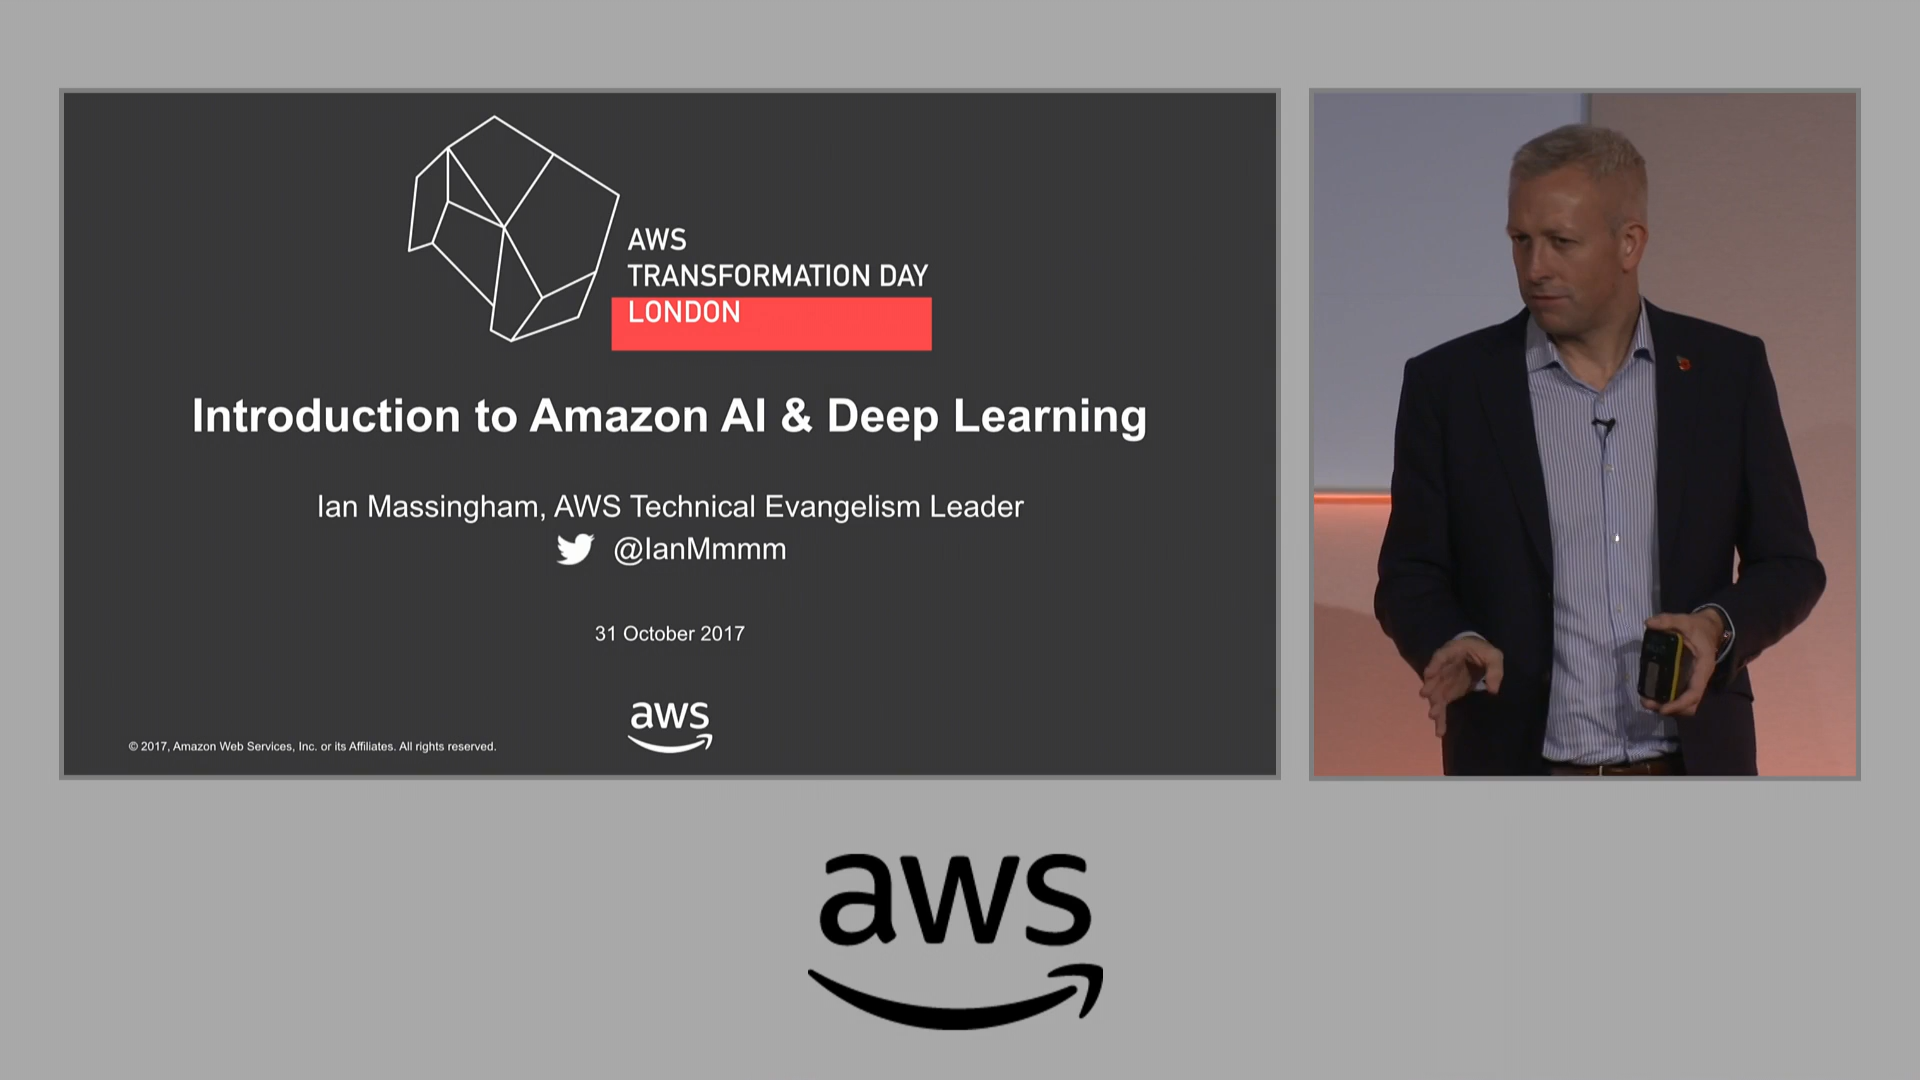 AWS
TRANSFORMATION DAY
LONDON
Introduction to Amazon AI & Deep Learning
Ian Massingham, AWS Technical Evangelism Leader
@IanMmmm
31 October 2017
aws
© 2017, Amazon Web Services, Inc. or its Affiliates. All rights reserved.
aws